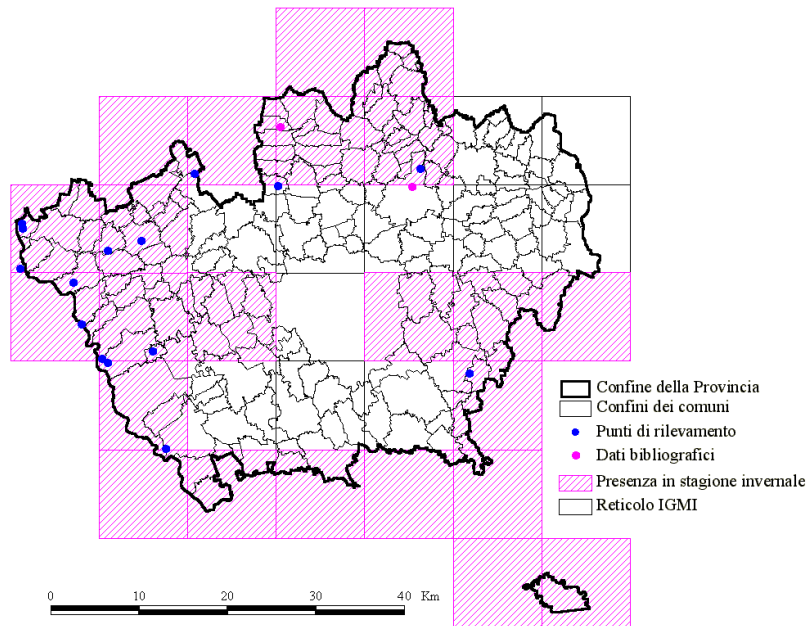 Confine della Provincia
Confini dei comuni
Punti di rilevamento
Dati bibliografici
Presenza in stagione invernale
Reticolo IGMI
0 10 20 30 40 Km